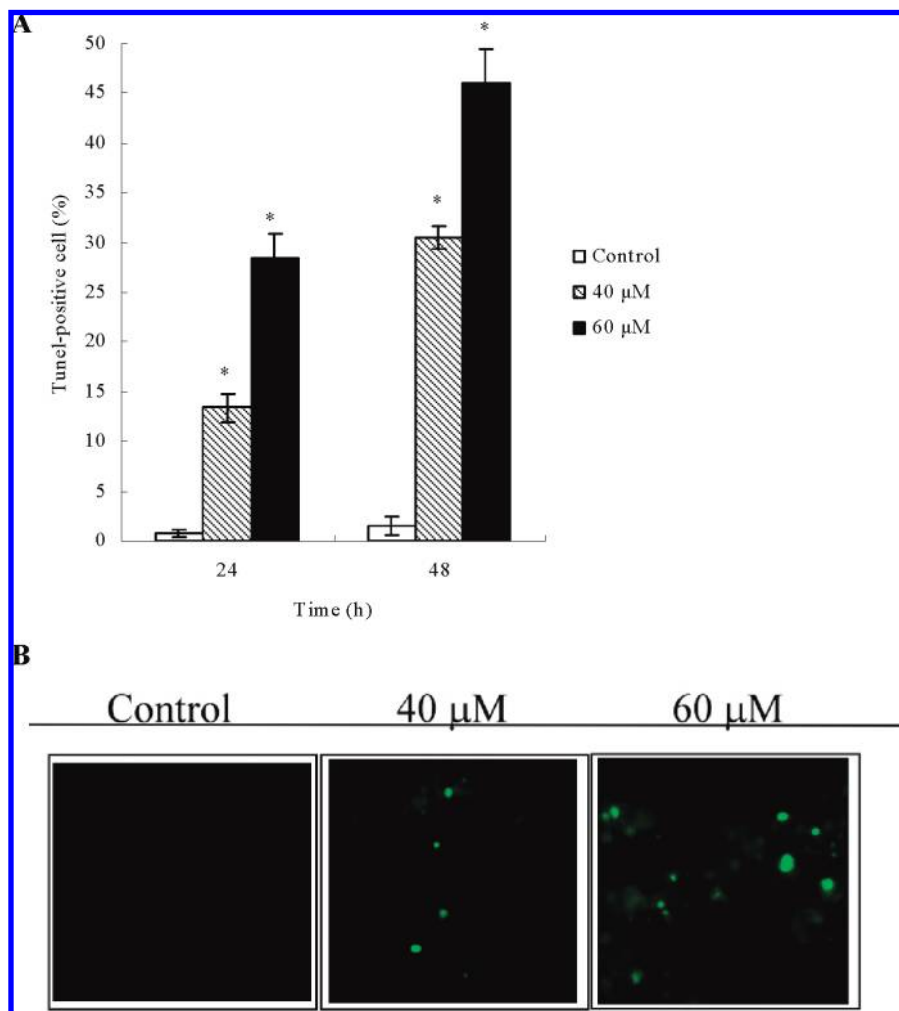 A
50
45
40
35
30
25
20
15
10
5
0
Tunel-positive cell (%)
*
*
*
*
24
48
Time (h)
Control
40 μM
60 μM
B
Control 40 μM 60 μM